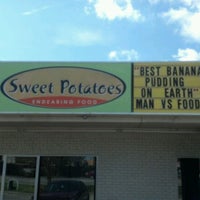 Sweet Potatoes
ENDEARING FOOD
"BEST BANANA
PUDDING
ON EARTH"
MAN VS FOOD